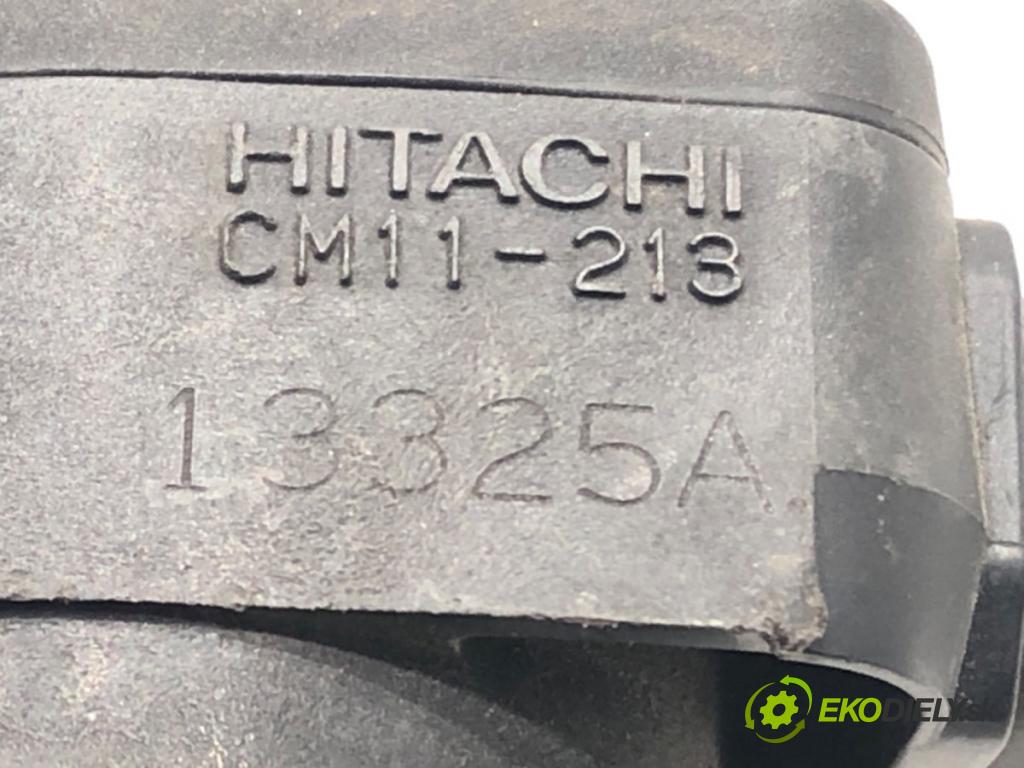 HITACHI
CM11-213
13325A
EKODIELY